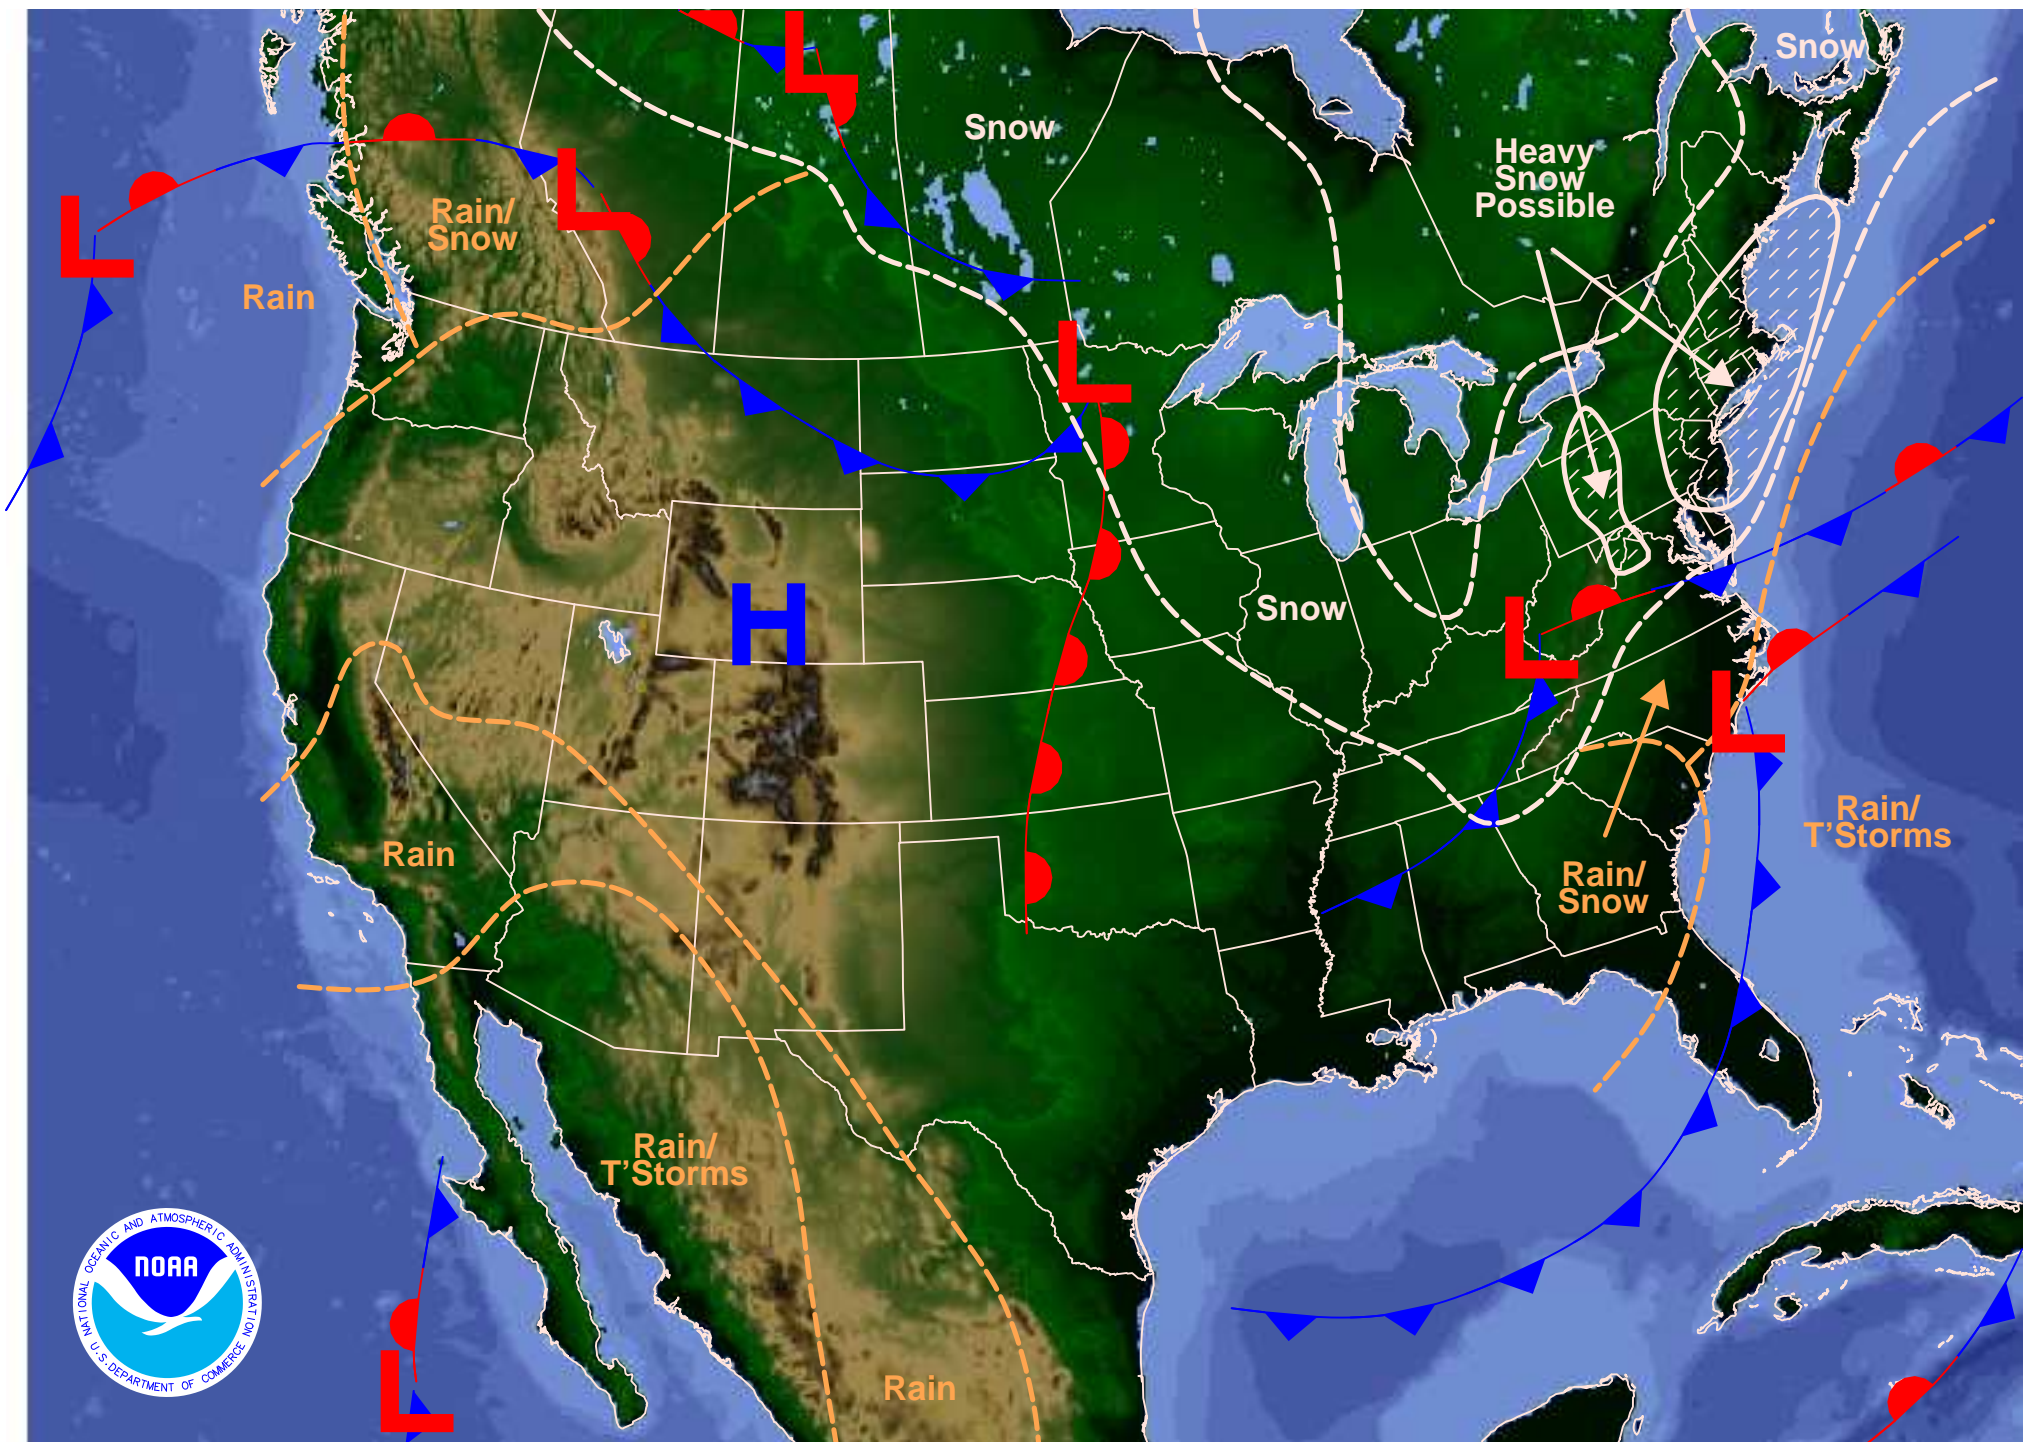 Snow
Snow
Heavy
Snow
Possible
L
L
L
Rain/
Snow
Rain
L
H
Snow
L
L
Rain
Rain/
T'Storms
Rain/
Snow
Rain/
T'Storms
Rain
L
NATIONAL OCEANIC AND ATMOSPHERIC ADMINISTRATION
NOAA
U.S. DEPARTMENT OF COMMERCE